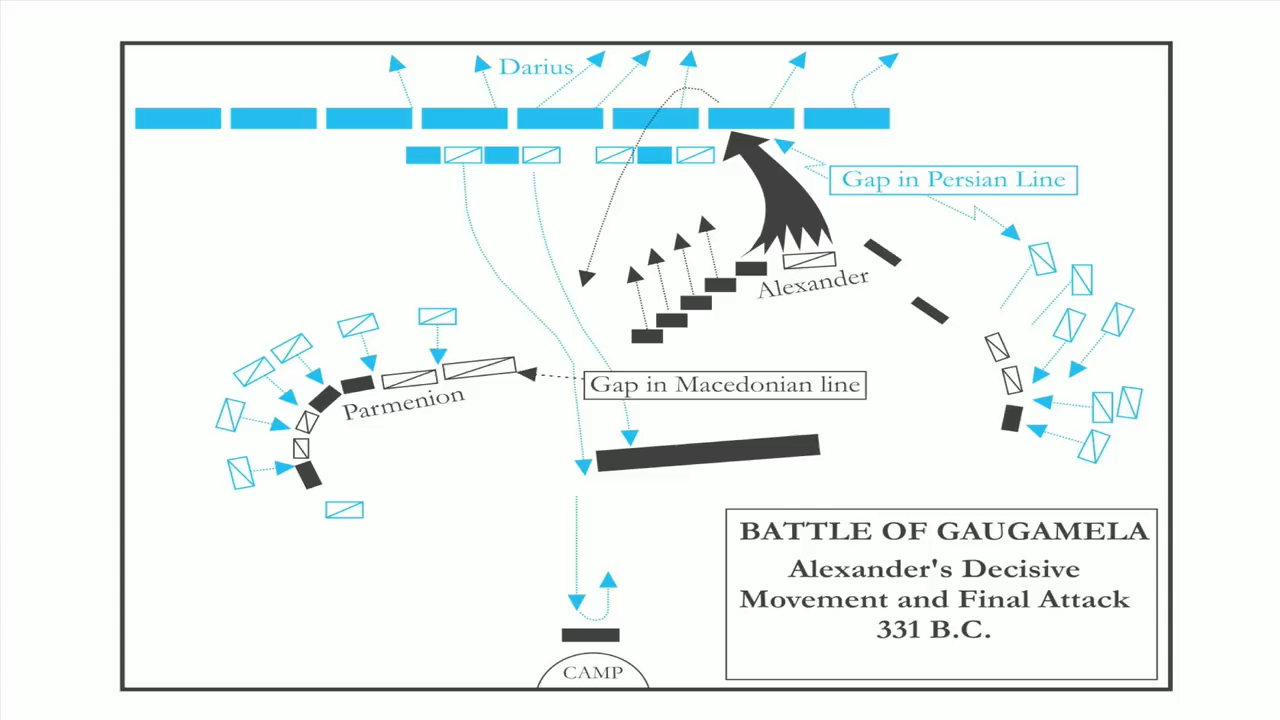 Darius
Gap in Persian Line
Alexander
Gap in Macedonian line
Parmenion
BATTLE OF GAUGAMELA
Alexander's Decisive
Movement and Final Attack
331 B.C.
CAMP